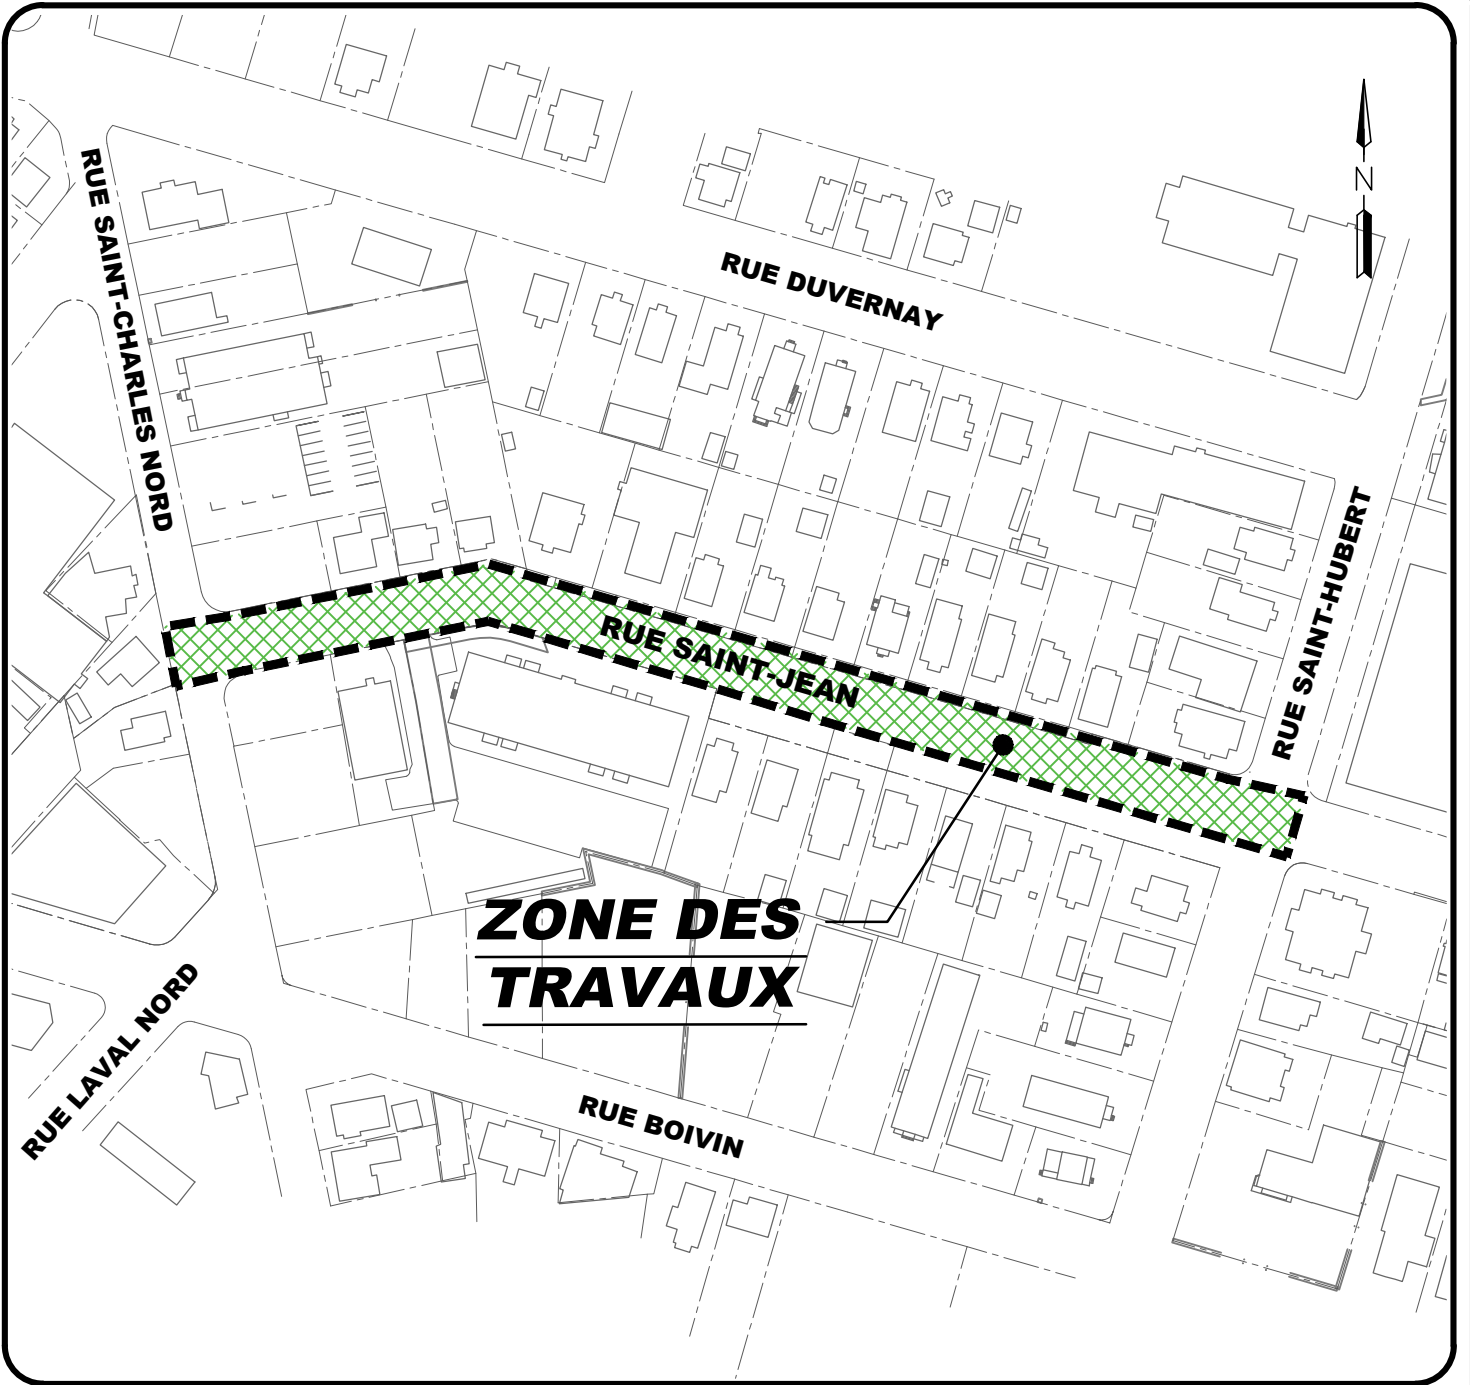 N
RUE SAINT-CHARLES NORD
RUE DUVERNAY
RUE SAINT-HUBERT
RUE SAINT-JEAN
ZONE DES
TRAVAUX
RUE LAVAL NORD
RUE BOIVIN